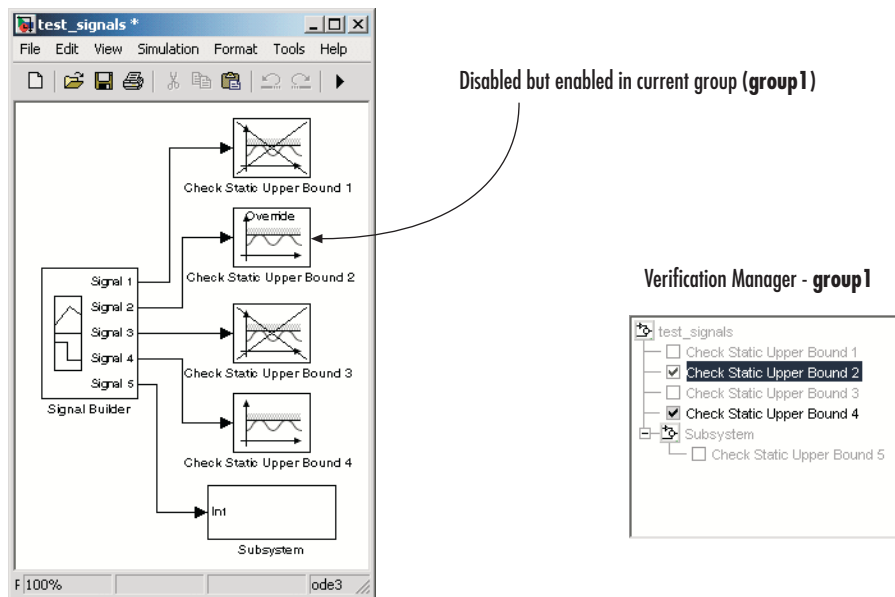 test_signals *
File Edit View Simulation Format Tools Help
Disabled but enabled in current group (group1)
Check Static Upper Bound 1
Override
Check Static Upper Bound 2
Signal 1
Signal 2
Signal 3
Signal 4
Signal 5
Signal Builder
Check Static Upper Bound 3
Check Static Upper Bound 4
In1
Subsystem
F 100% ode3
Verification Manager - group1
test_signals
Check Static Upper Bound 1
Check Static Upper Bound 2
Check Static Upper Bound 3
Check Static Upper Bound 4
Subsystem
Check Static Upper Bound 5